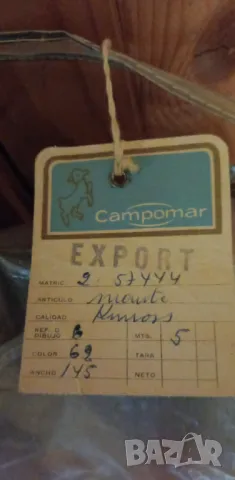 Campomar
EXPORT
MATRIC. 2 57444
ARTICULO
CALIDAD Kinross
REF. O DIBUJO B MTS. 5
COLOR 62 TARA
ANCHO 145 NETO
bazar.bg